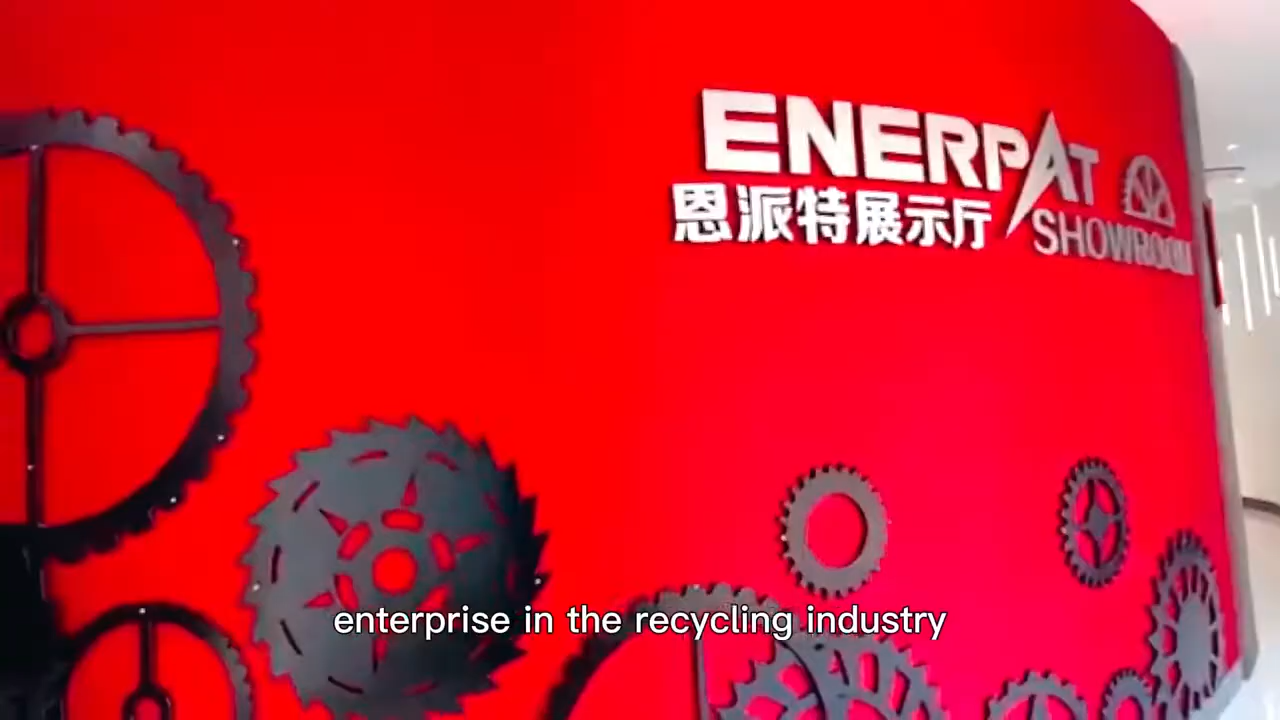 ENERPAT
恩派特展示厅 SHOWROOM
enterprise in the recycling industry